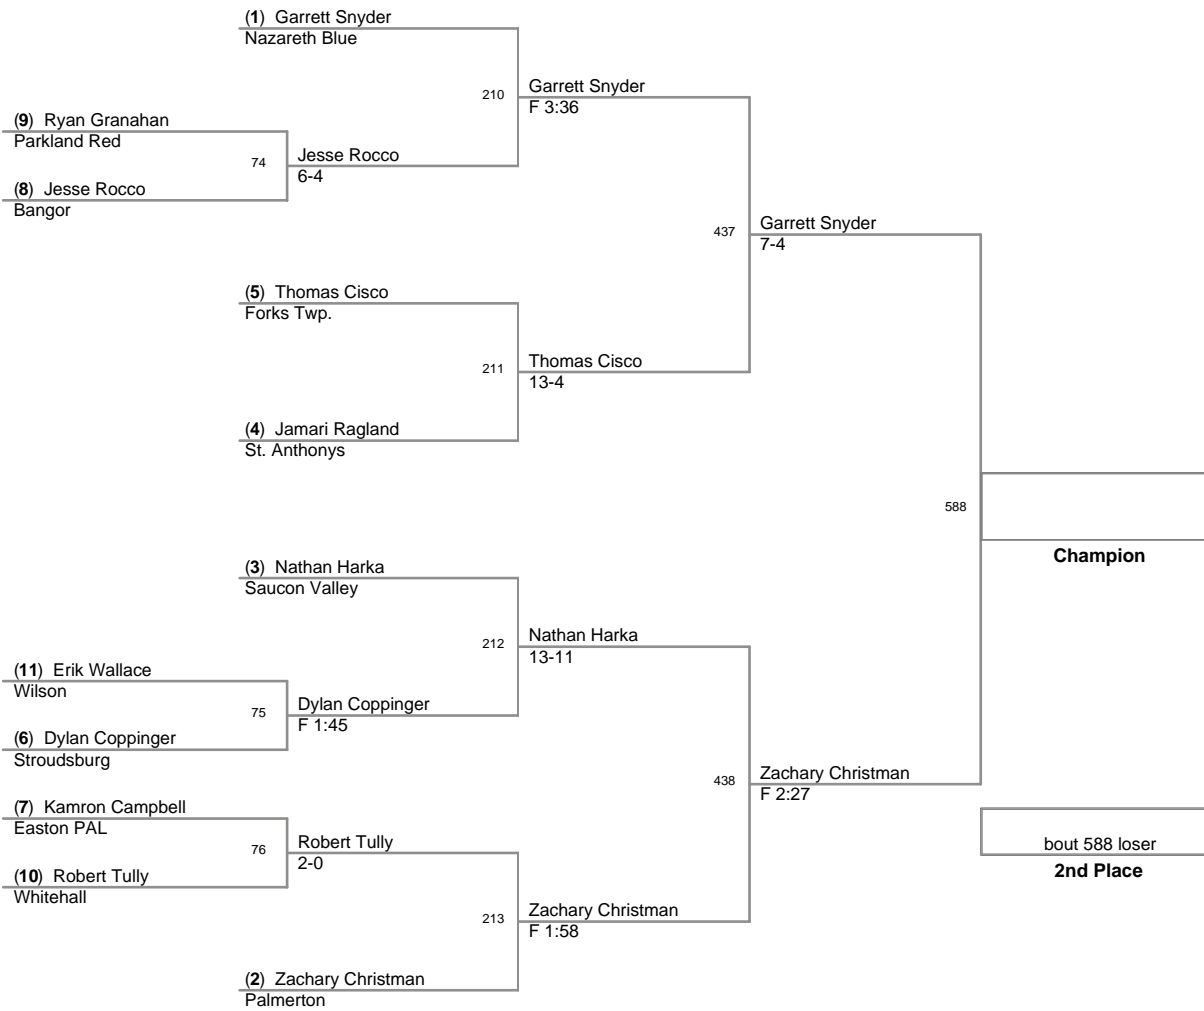 (1) Garrett Snyder
Nazareth Blue
210
Garrett Snyder
F 3:36
(9) Ryan Granahan
Parkland Red
74
Jesse Rocco
6-4
(8) Jesse Rocco
Bangor
437
Garrett Snyder
7-4
(5) Thomas Cisco
Forks Twp.
211
Thomas Cisco
13-4
(4) Jamari Ragland
St. Anthonys
588
Champion
(3) Nathan Harka
Saucon Valley
212
Nathan Harka
13-11
(11) Erik Wallace
Wilson
75
Dylan Coppinger
F 1:45
(6) Dylan Coppinger
Stroudsburg
438
Zachary Christman
F 2:27
(7) Kamron Campbell
Easton PAL
76
Robert Tully
2-0
(10) Robert Tully
Whitehall
bout 588 loser
2nd Place
213
Zachary Christman
F 1:58
(2) Zachary Christman
Palmerton